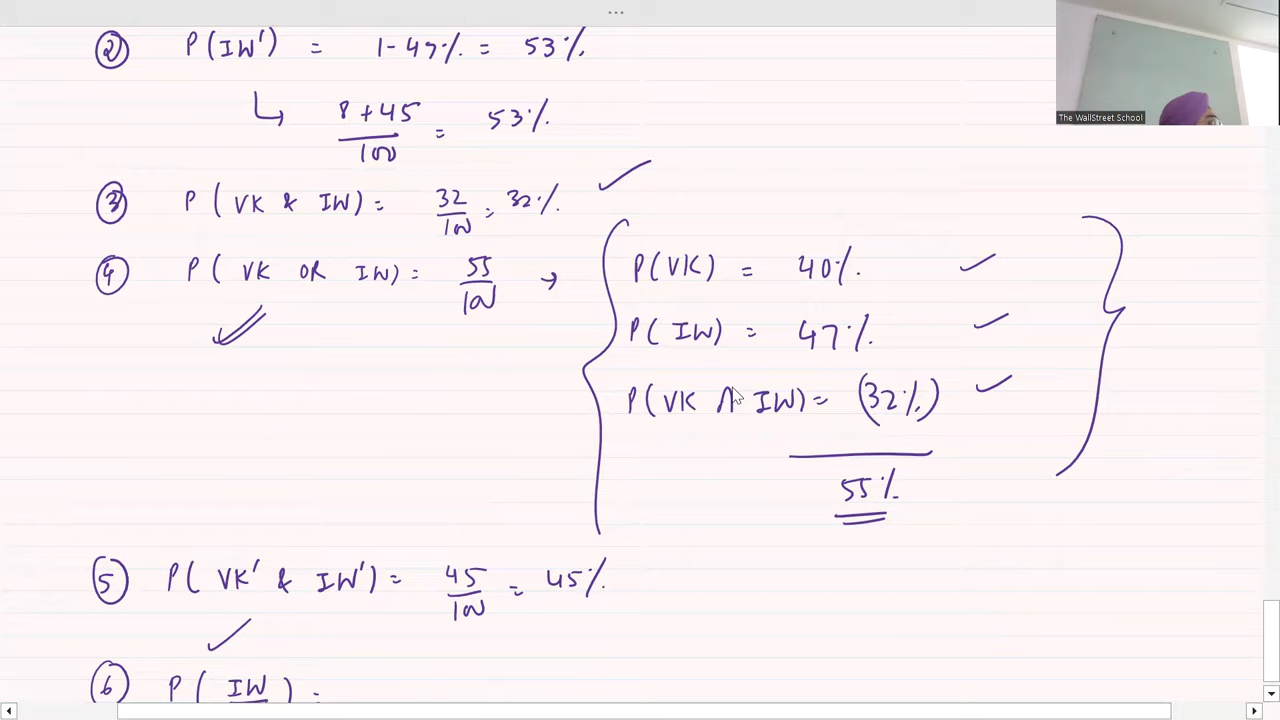 ② P(IW') = 1-47% = 53%
↳ 8+45/100 = 53%
③ P(VK & IW) = 32/100 = 32% ✓
④ P(VK OR IW) = 55/100 →
P(VK) = 40% ✓
P(IW) = 47% ✓
P(VK ∩ IW) = (32%) ✓
55%
⑤ P(VK' & IW') = 45/100 = 45%
⑥ P(IW
) =
The WallStreet School